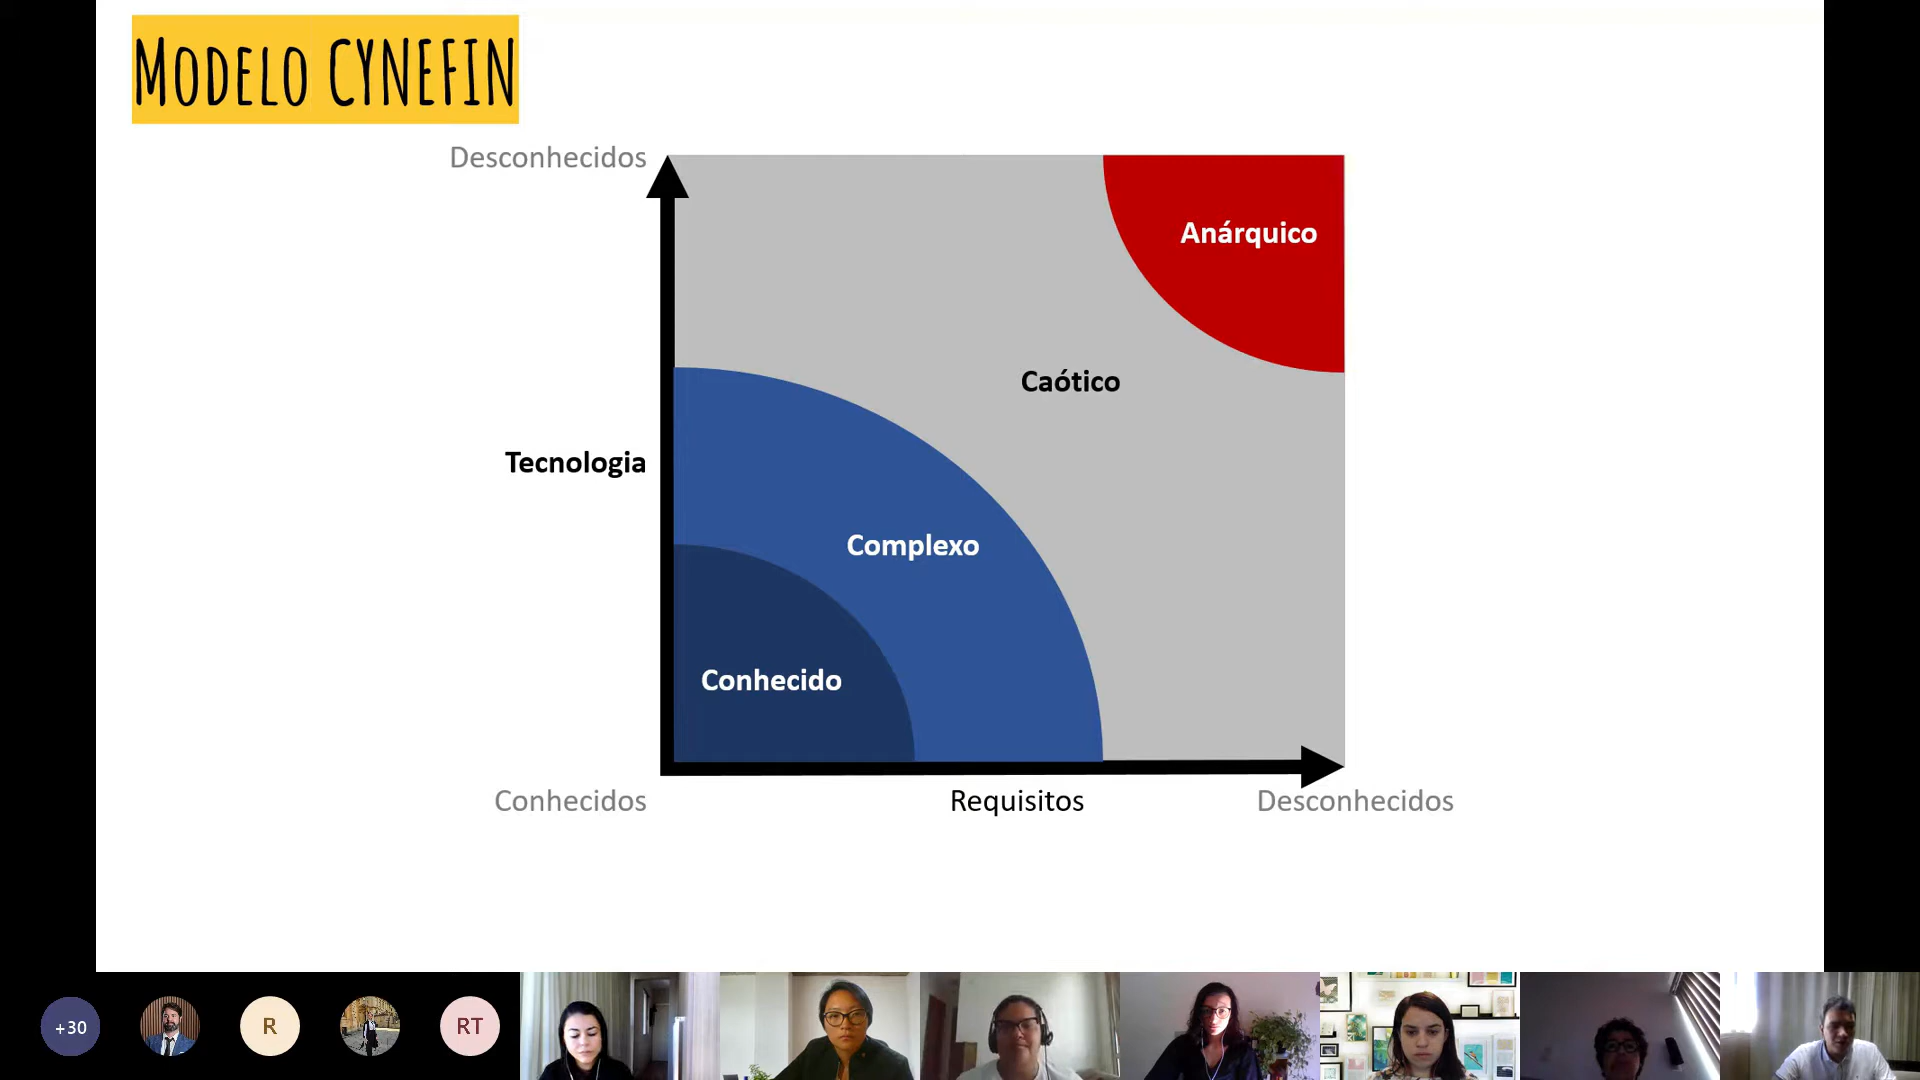 Modelo CYNEFIN
Desconhecidos
Anárquico
Caótico
Tecnologia
Complexo
Conhecido
Conhecidos
Requisitos
Desconhecidos
+30
R
RT